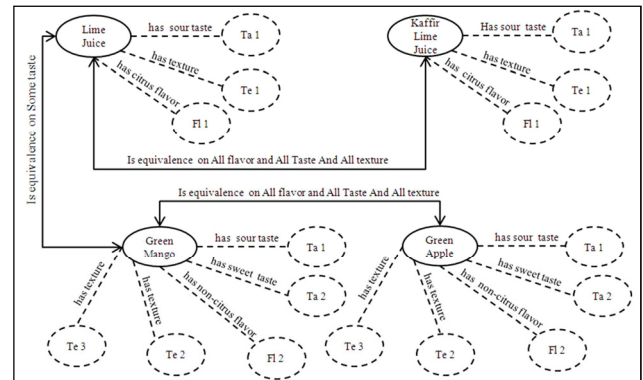 Lime
Juice
has sour taste
Ta 1
has texture
Te 1
has citrus flavor
Fl 1
Kaffir
Lime
Juice
Has sour taste
Ta 1
has texture
Te 1
has citrus flavor
Fl 1
Is equivalence on Some taste
Is equivalence on All flavor and All Taste And All texture
Is equivalence on All flavor and All Taste And All texture
Green
Mango
has sour taste
Ta 1
has sweet taste
Ta 2
has non-citrus flavor
Fl 2
has texture
Te 2
has texture
Te 3
Green
Apple
has sour taste
Ta 1
has sweet taste
Ta 2
has non-citrus flavor
Fl 2
has texture
Te 2
has texture
Te 3